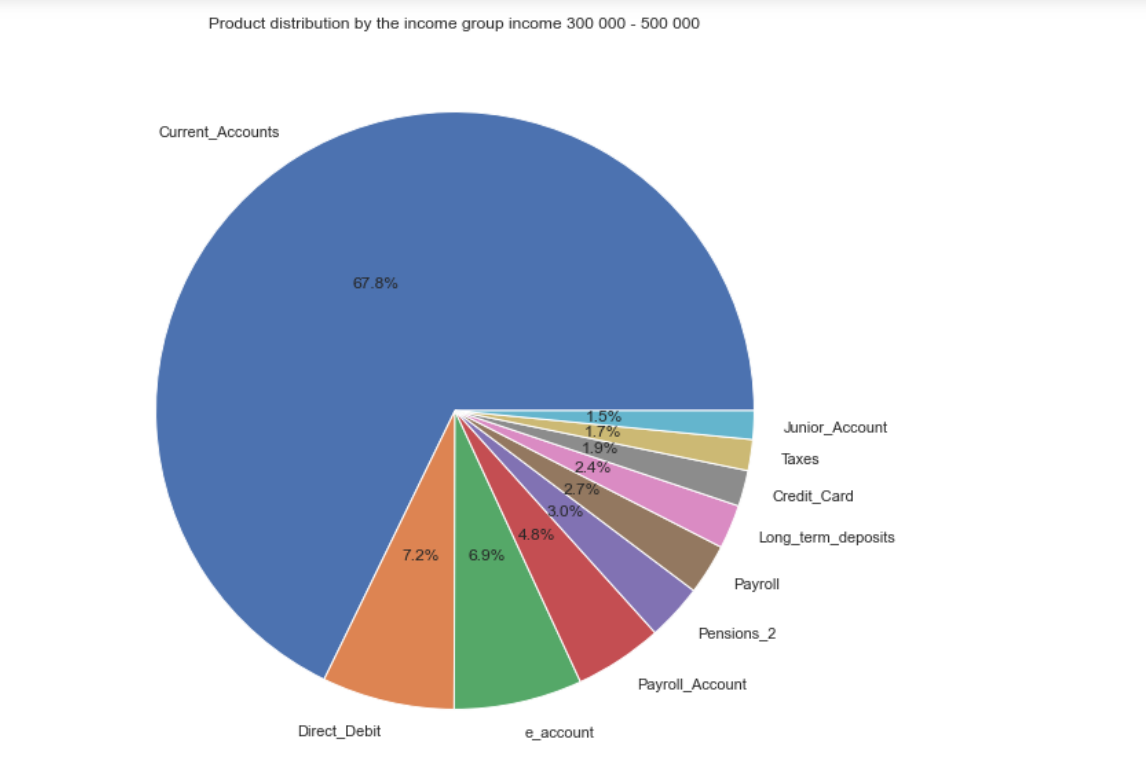 Product distribution by the income group income 300 000 - 500 000
Current_Accounts
67.8%
1.5%
Junior_Account
1.7%
Taxes
1.9%
Credit_Card
2.4%
Long_term_deposits
2.7%
Payroll
3.0%
Pensions_2
4.8%
Payroll_Account
6.9%
e_account
7.2%
Direct_Debit